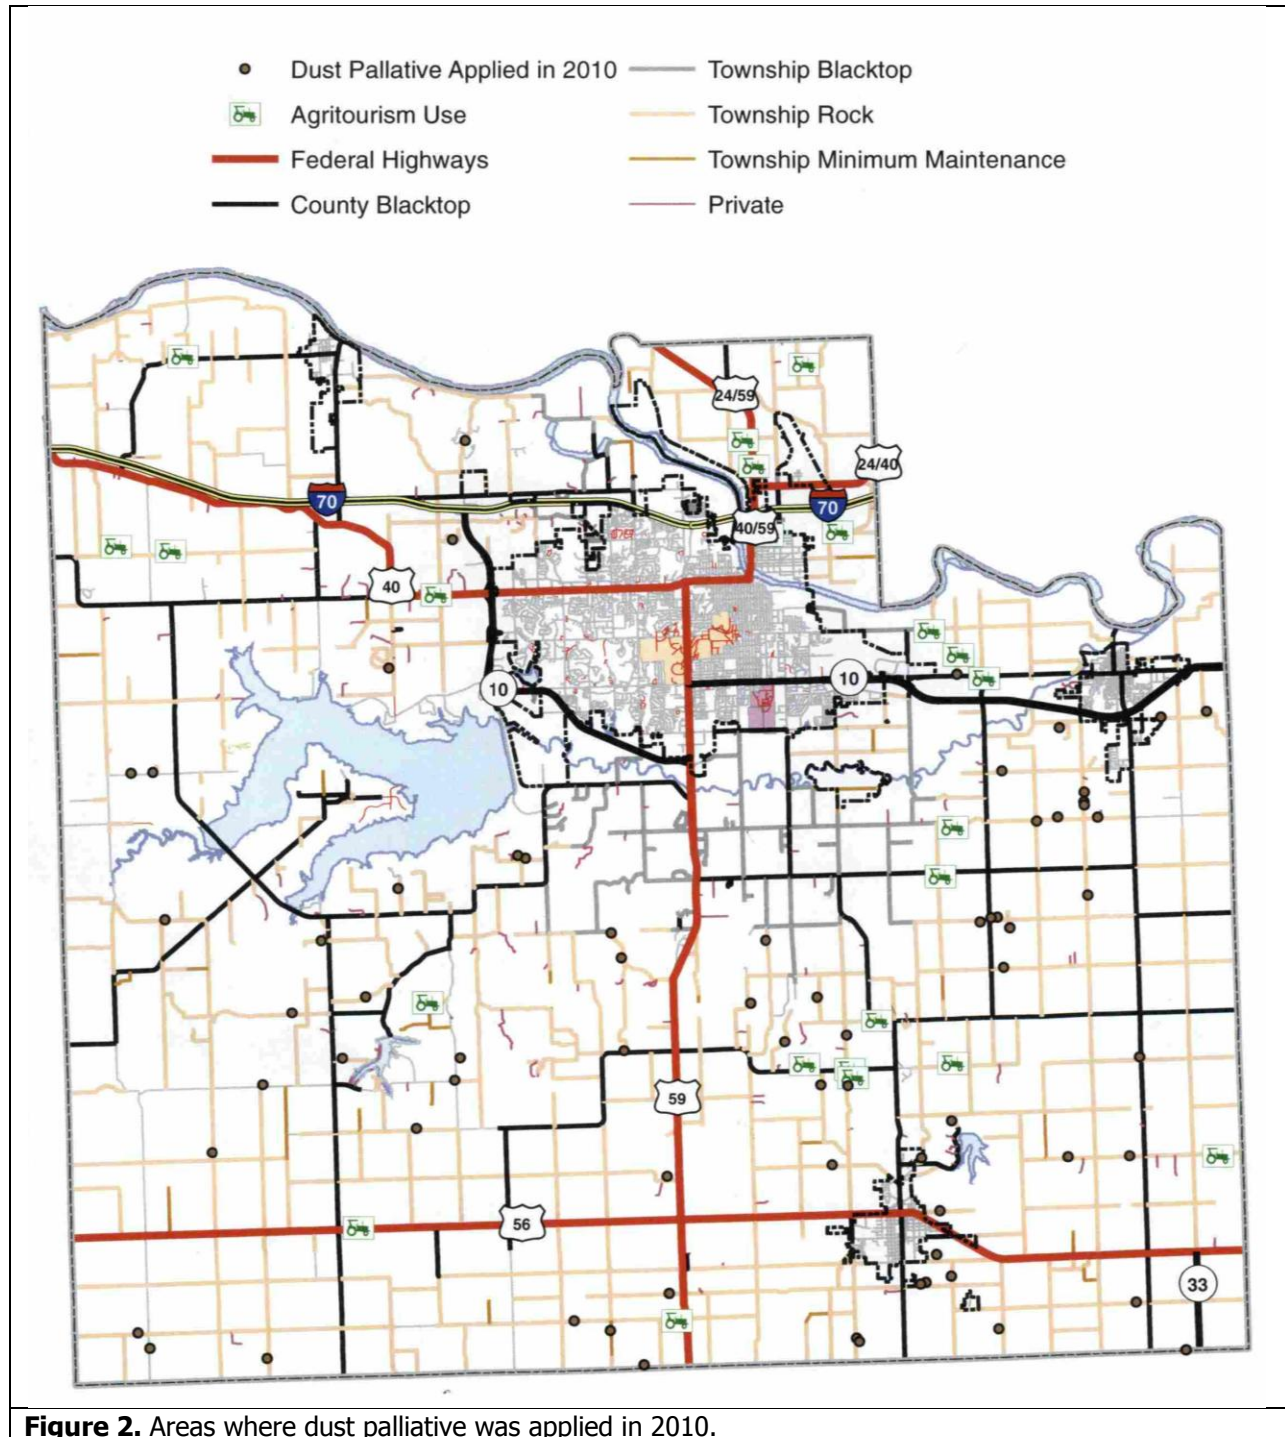 Dust Pallative Applied in 2010
Township Blacktop
Agritourism Use
Township Rock
Federal Highways
Township Minimum Maintenance
County Blacktop
Private
24/59
24/40
70
70
40/59
40
10
10
59
56
33
Figure 2. Areas where dust palliative was applied in 2010.